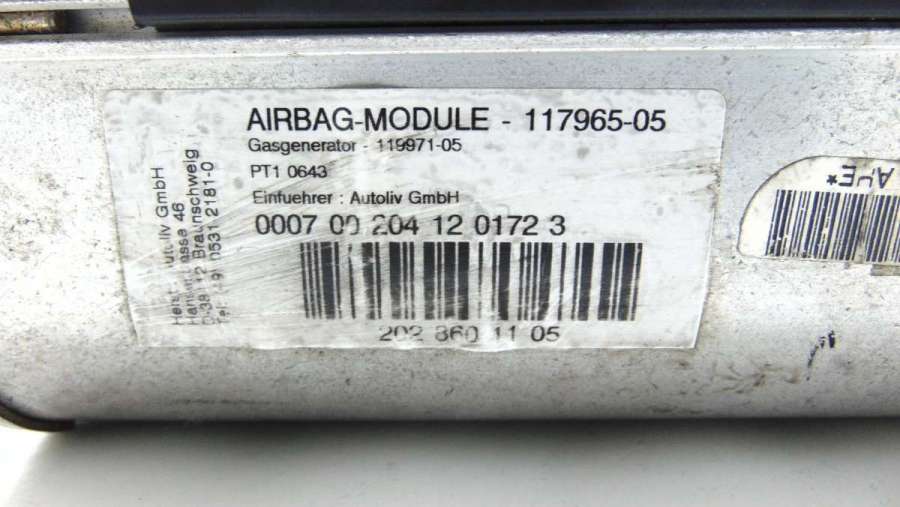 AIRBAG-MODULE - 117965-05
Gasgenerator - 119971-05
PT1 0643
Einfuehrer : Autoliv GmbH
0007 00 204 12 0172 3
202 860 11 05
GmbH
46
Braunschweig
0531 2181-0